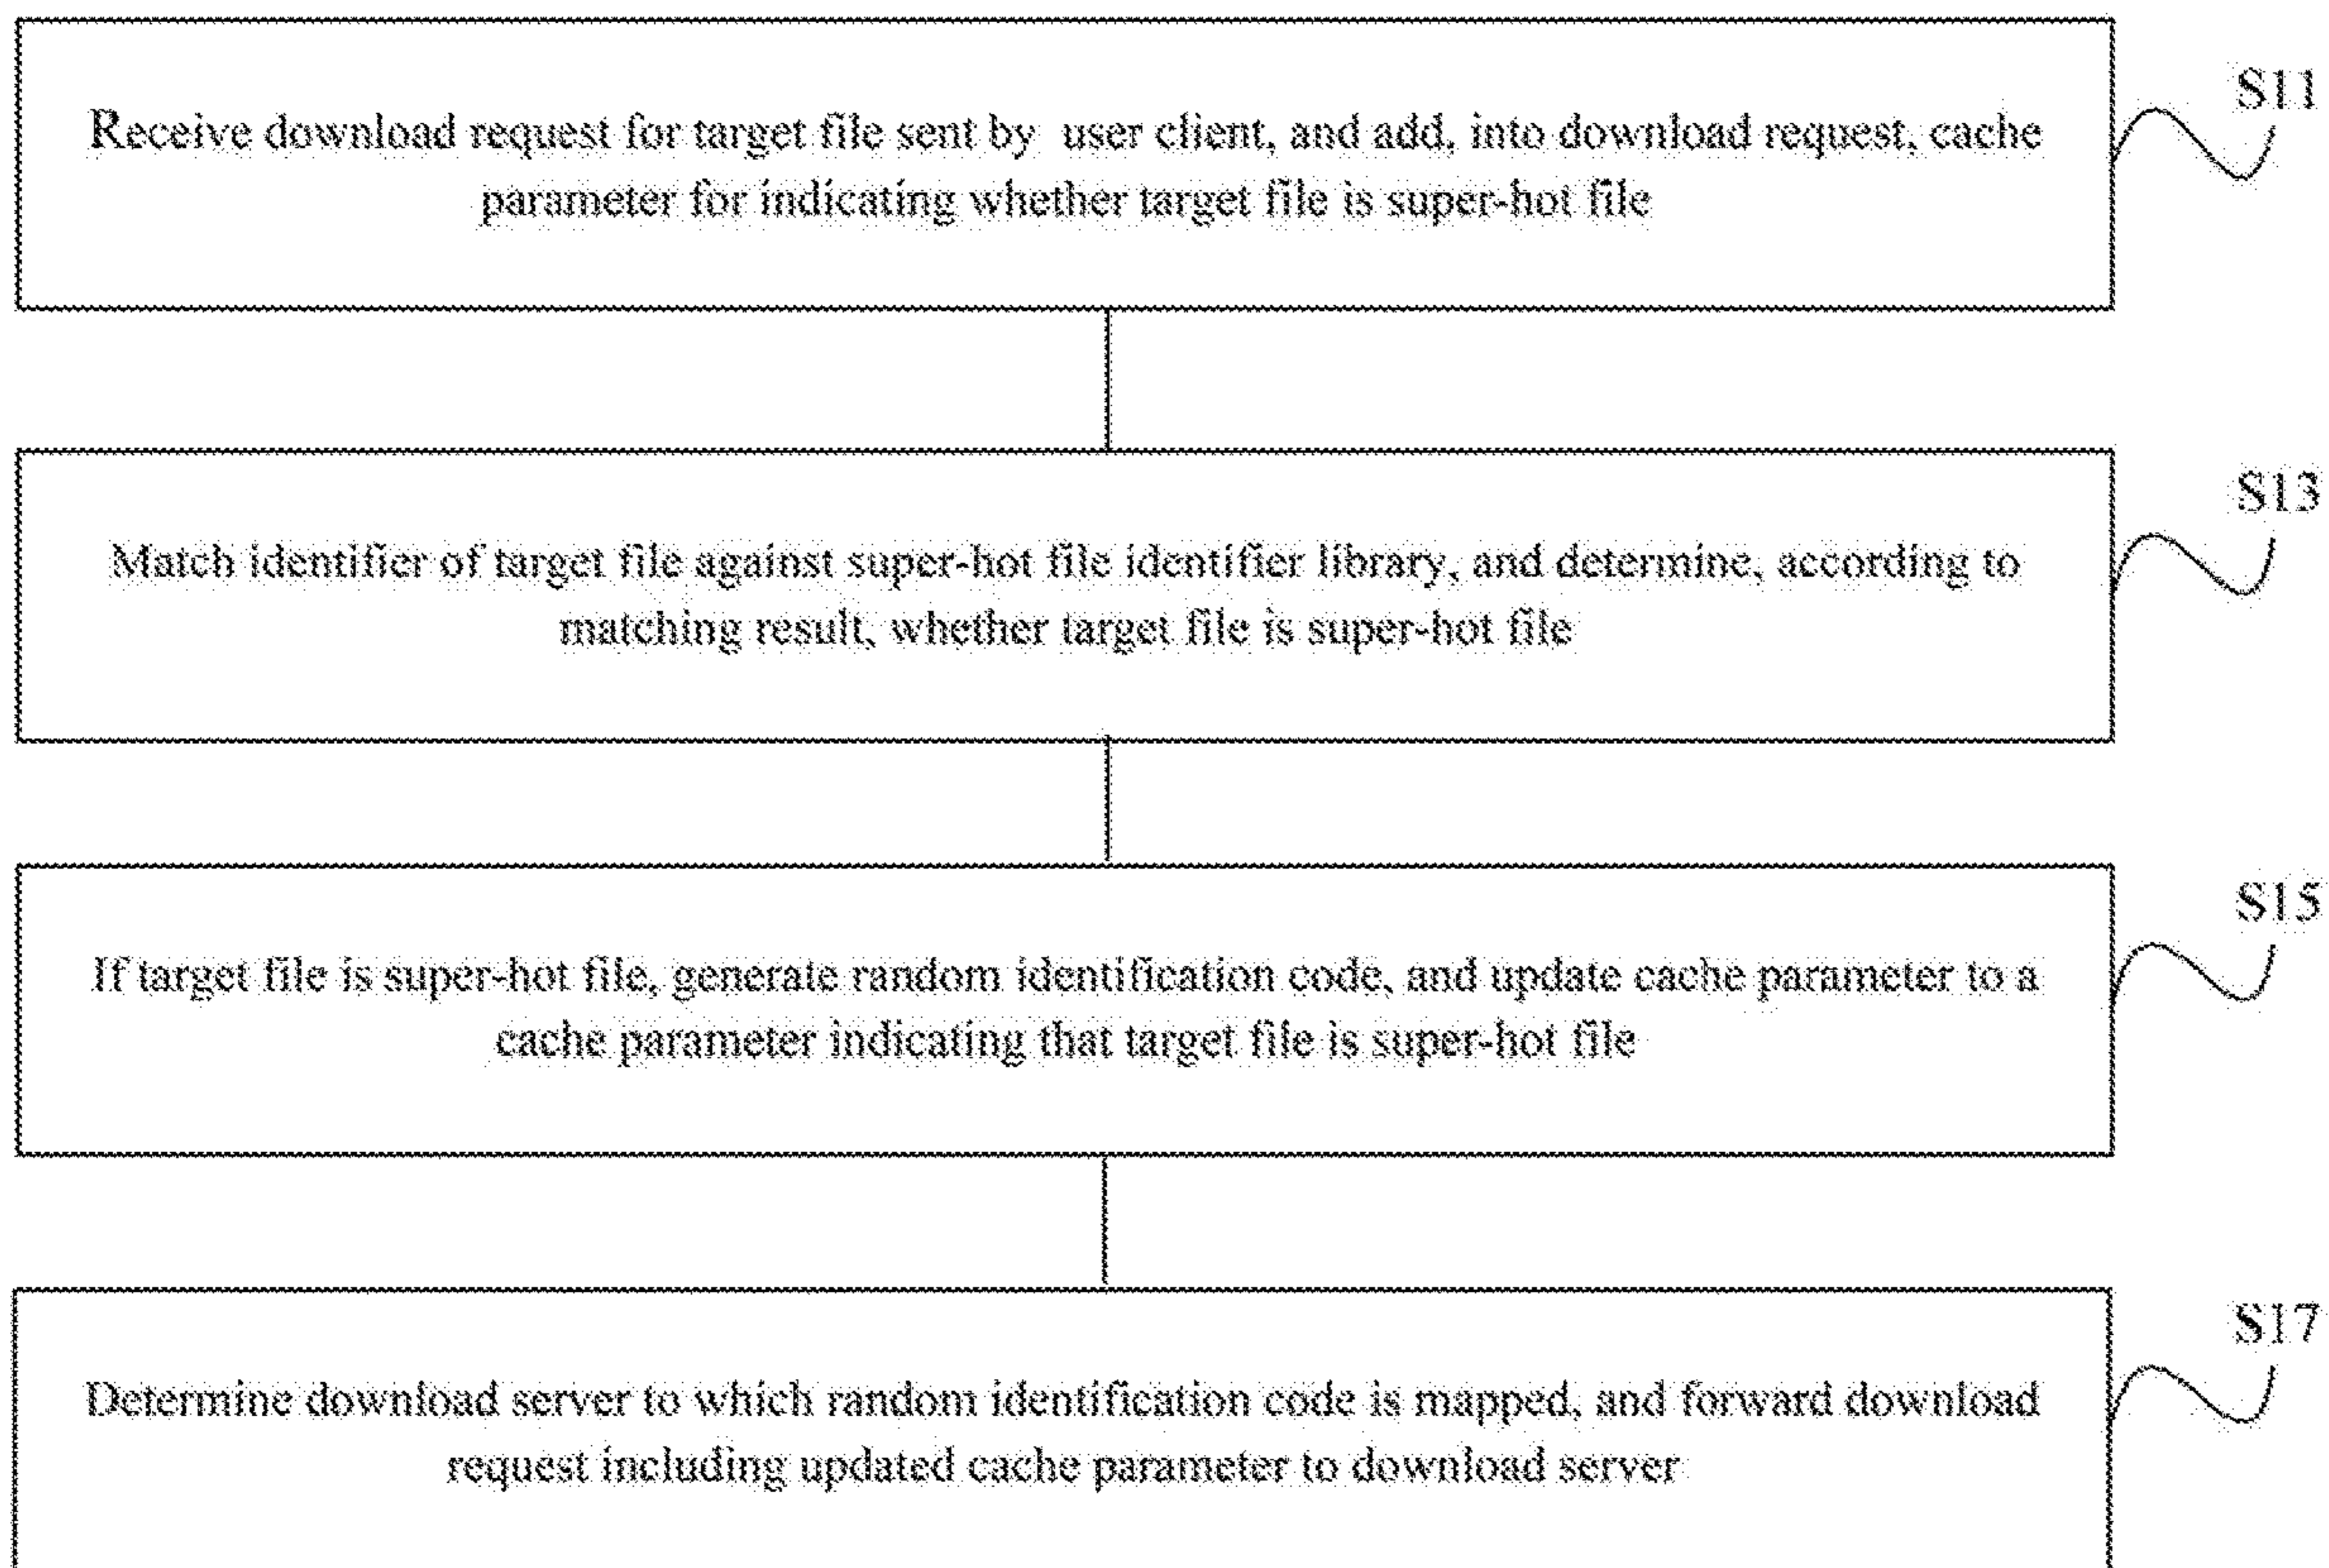 Receive download request for target file sent by user client, and add, into download request, cache
parameter for indicating whether target file is super-hot file
S11
Match identifier of target file against super-hot file identifier library, and determine, according to
matching result, whether target file is super-hot file
S13
If target file is super-hot file, generate random identification code, and update cache parameter to a
cache parameter indicating that target file is super-hot file
S15
Determine download server to which random identification code is mapped, and forward download
request including updated cache parameter to download server
S17